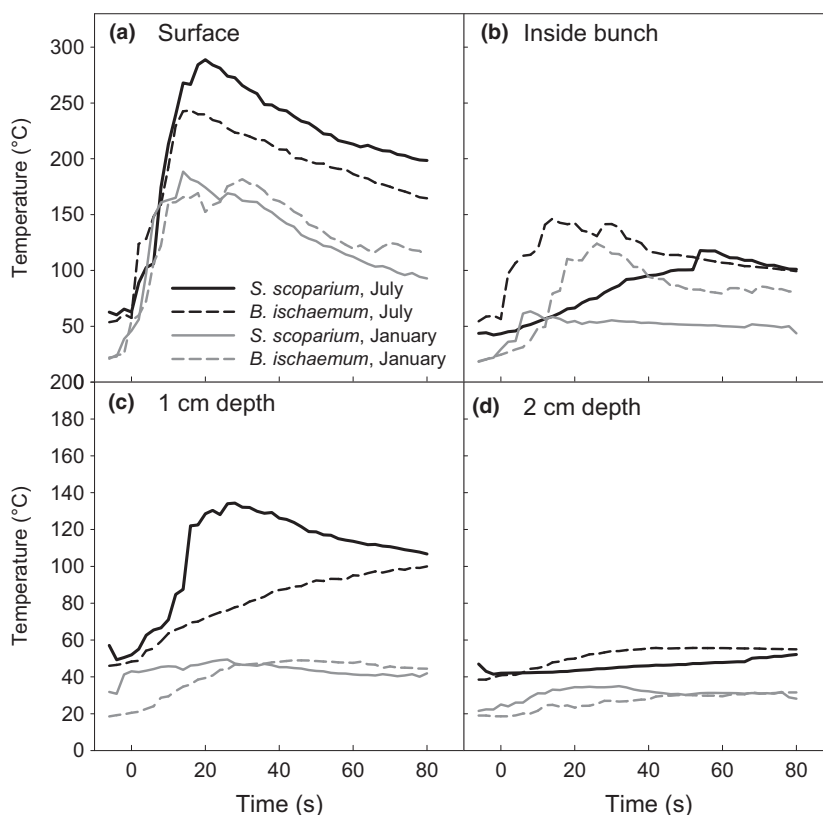 (a) Surface
(b) Inside bunch
300
250
200
150
100
50
0
Temperature (°C)
S. scoparium, July
B. ischaemum, July
S. scoparium, January
B. ischaemum, January
(c) 1 cm depth
(d) 2 cm depth
200
180
160
140
120
100
80
60
40
20
0
Temperature (°C)
0 20 40 60 80
0 20 40 60 80
Time (s)
Time (s)